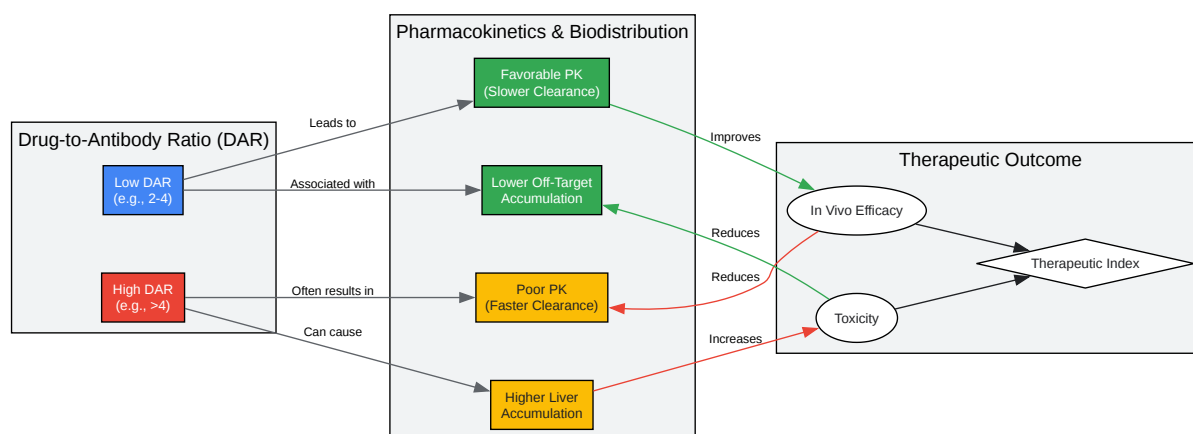 Pharmacokinetics & Biodistribution
Favorable PK
(Slower Clearance)
Leads to
Improves
Drug-to-Antibody Ratio (DAR)
Low DAR
(e.g., 2-4)
Associated with
Lower Off-Target
Accumulation
Therapeutic Outcome
In Vivo Efficacy
Reduces
Therapeutic Index
High DAR
(e.g., >4)
Often results in
Poor PK
(Faster Clearance)
Reduces
Toxicity
Can cause
Increases
Higher Liver
Accumulation